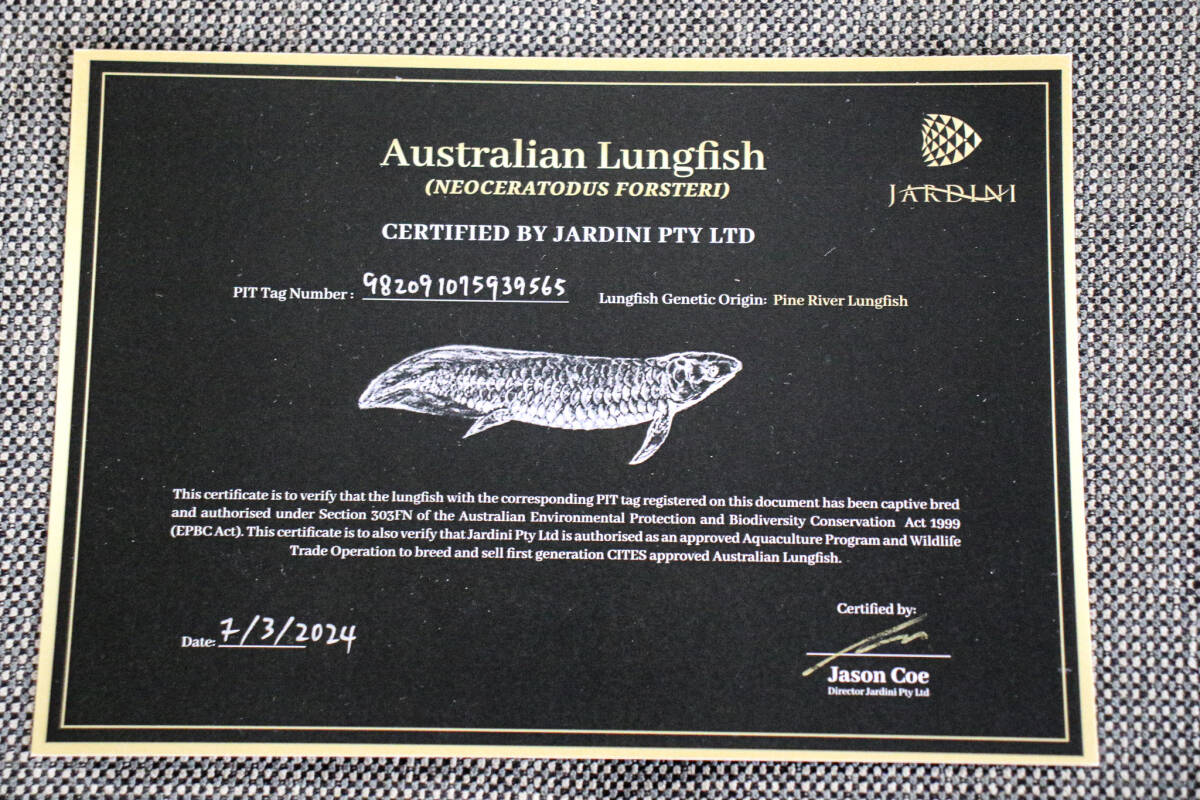 Australian Lungfish
(NEOCERATODUS FORSTERI)
JARDINI
CERTIFIED BY JARDINI PTY LTD
PIT Tag Number: 982091075939565
Lungfish Genetic Origin: Pine River Lungfish
This certificate is to verify that the lungfish with the corresponding PIT tag registered on this document has been captive bred
and authorised under Section 303FN of the Australian Environmental Protection and Biodiversity Conservation Act 1999
(EPBC Act). This certificate is to also verify that Jardini Pty Ltd is authorised as an approved Aquaculture Program and Wildlife
Trade Operation to breed and sell first generation CITES approved Australian Lungfish.
Date: 7/3/2024
Certified by:
Jason Coe
Director Jardini Pty Ltd